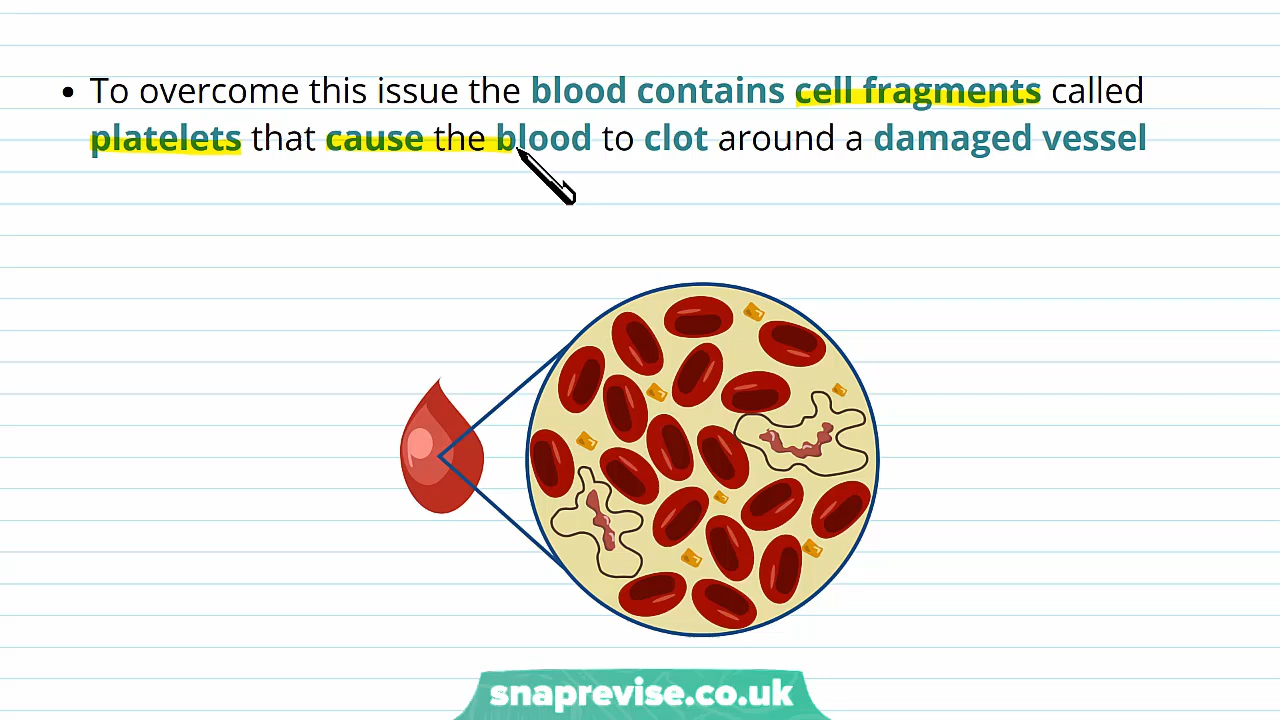 • To overcome this issue the blood contains cell fragments called
platelets that cause the blood to clot around a damaged vessel
snaprevise.co.uk